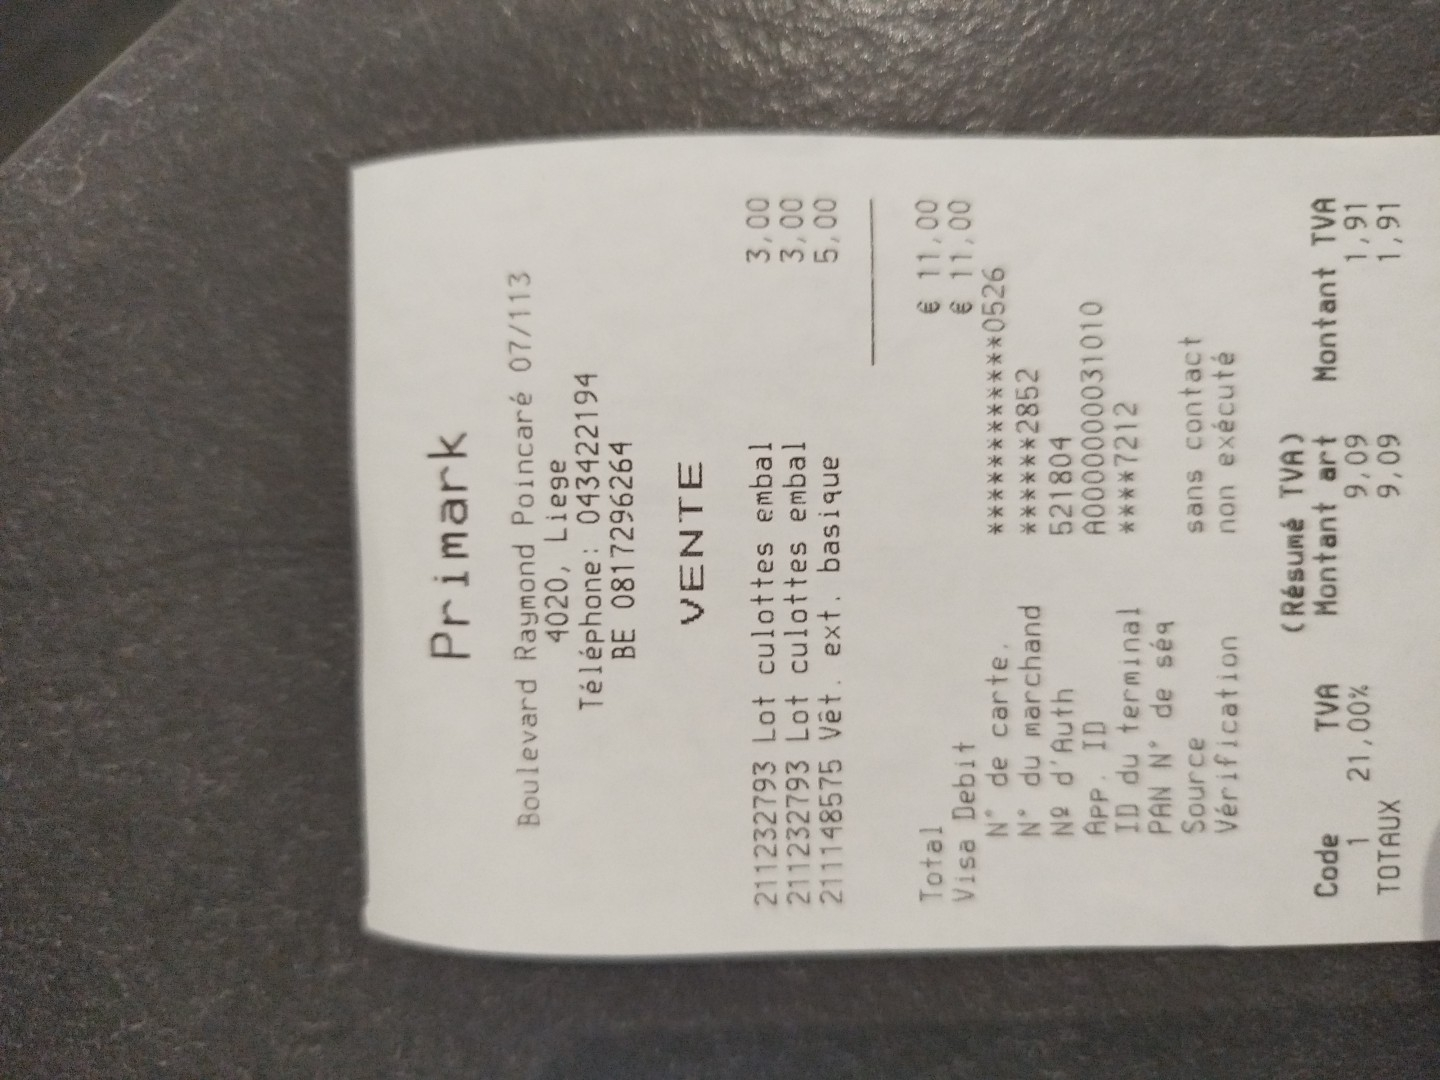 Primark
Boulevard Raymond Poincaré 07/113
4020, Liege
Téléphone: 043422194
BE 0817296264
VENTE
211232793 Lot culottes embal 3,00
211232793 Lot culottes embal 3,00
211148575 Vêt. ext. basique 5,00
Total € 11,00
Visa Debit € 11,00
N° de carte. ************0526
N° du marchand ******2852
Nº d'Auth 521804
App. ID A0000000031010
ID du terminal ****7212
PAN N° de séq
Source sans contact
Vérification non exécuté
(Résumé TVA)
Code TVA Montant art Montant TVA
1 21,00% 9,09 1,91
TOTAUX 9,09 1,91